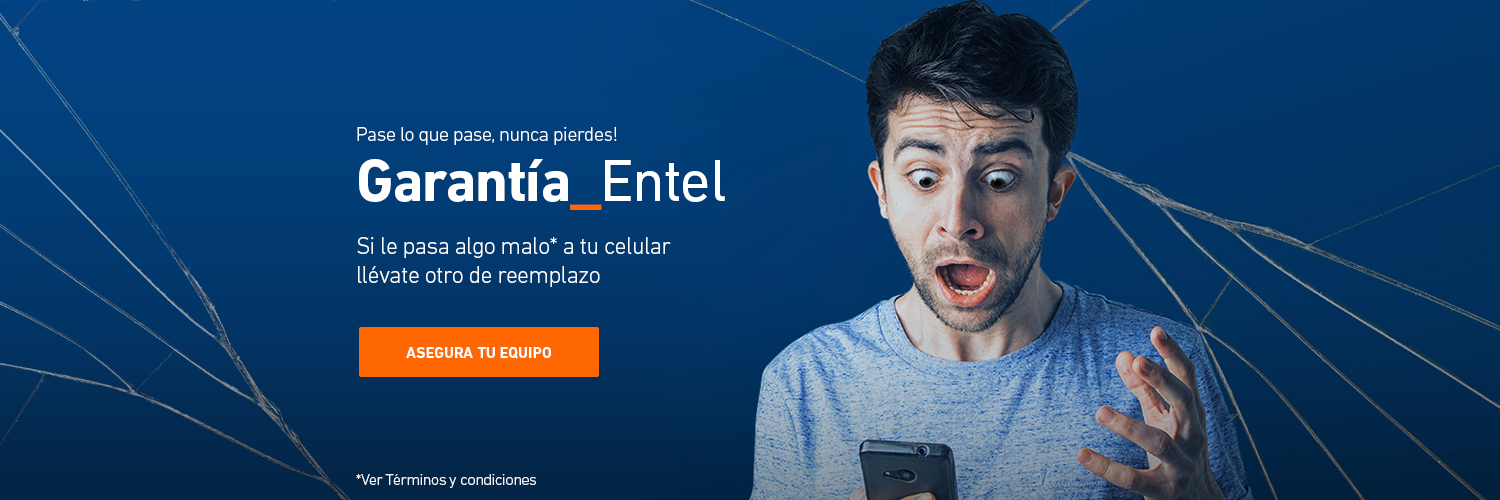 Pase lo que pase, nunca pierdes!
Garantía_Entel
Si le pasa algo malo* a tu celular
llévate otro de reemplazo
ASEGURA TU EQUIPO
*Ver Términos y condiciones